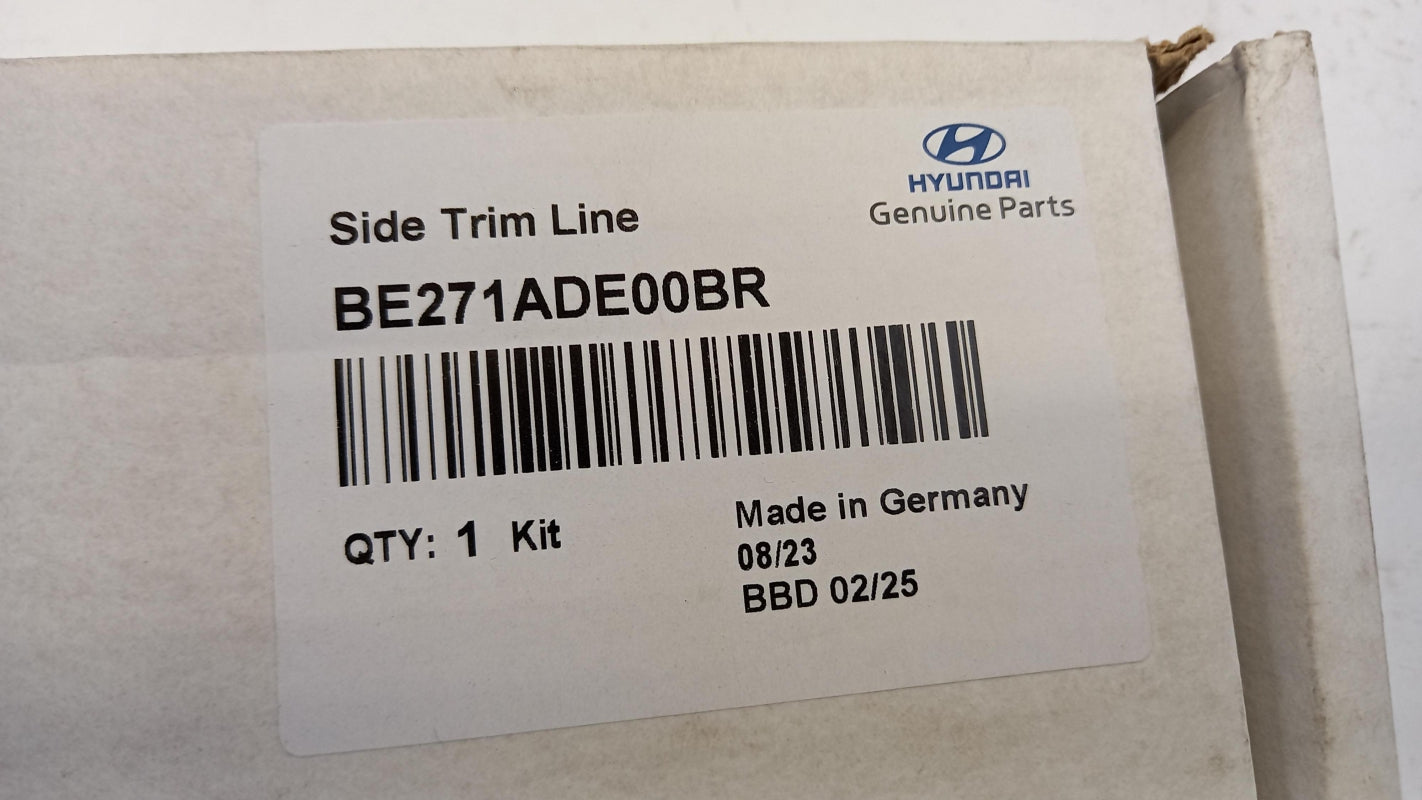 HYUNDAI
Genuine Parts
Side Trim Line
BE271ADE00BR
QTY: 1 Kit
Made in Germany
08/23
BBD 02/25